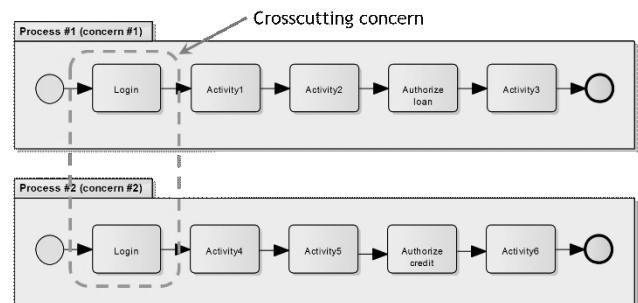 Crosscutting concern
Process #1 (concern #1)
Login
Activity1
Activity2
Authorize
loan
Activity3
Process #2 (concern #2)
Login
Activity4
Activity5
Authorize
credit
Activity6